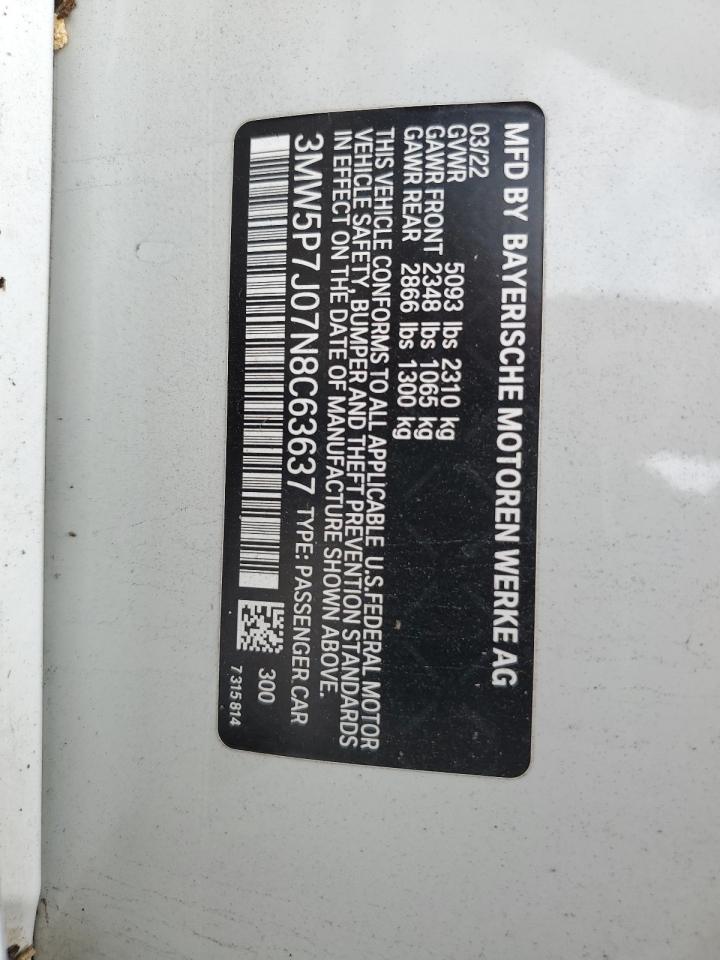 MFD BY BAYERISCHE MOTOREN WERKE AG
03/22
GVWR 5093 lbs 2310 kg
GAWR FRONT 2348 lbs 1065 kg
GAWR REAR 2866 lbs 1300 kg
THIS VEHICLE CONFORMS TO ALL APPLICABLE U.S.FEDERAL MOTOR
VEHICLE SAFETY, BUMPER AND THEFT PREVENTION STANDARDS
IN EFFECT ON THE DATE OF MANUFACTURE SHOWN ABOVE.
3MW5P7J07N8C63637 TYPE: PASSENGER CAR
300
7315814